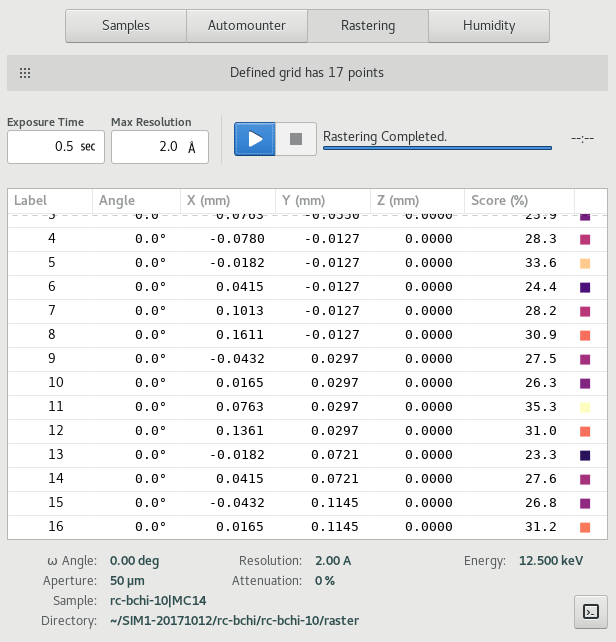 Samples Automounter Rastering Humidity
Defined grid has 17 points
Exposure Time Max Resolution
0.5 sec 2.0 Å Rastering Completed. --:--
Label Angle X (mm) Y (mm) Z (mm) Score (%)
4 0.0° -0.0780 -0.0127 0.0000 28.3
5 0.0° -0.0182 -0.0127 0.0000 33.6
6 0.0° 0.0415 -0.0127 0.0000 24.4
7 0.0° 0.1013 -0.0127 0.0000 28.2
8 0.0° 0.1611 -0.0127 0.0000 30.9
9 0.0° -0.0432 0.0297 0.0000 27.5
10 0.0° 0.0165 0.0297 0.0000 26.3
11 0.0° 0.0763 0.0297 0.0000 35.3
12 0.0° 0.1361 0.0297 0.0000 31.0
13 0.0° -0.0182 0.0721 0.0000 23.3
14 0.0° 0.0415 0.0721 0.0000 27.6
15 0.0° -0.0432 0.1145 0.0000 26.8
16 0.0° 0.0165 0.1145 0.0000 31.2
ω Angle: 0.00 deg Resolution: 2.00 A Energy: 12.500 keV
Aperture: 50 µm Attenuation: 0 %
Sample: rc-bchi-10|MC14
Directory: ~/SIM1-20171012/rc-bchi/rc-bchi-10/raster